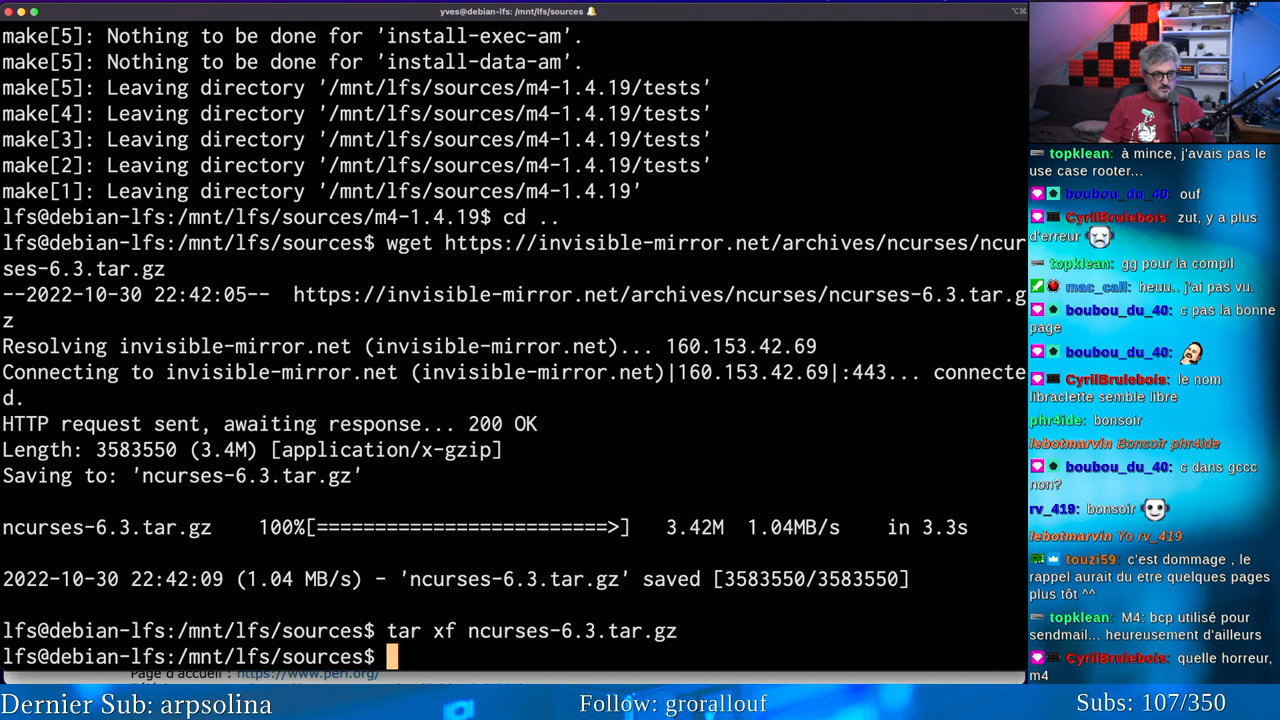 yves@debian-lfs: /mnt/lfs/sources
make[5]: Nothing to be done for 'install-exec-am'.
make[5]: Nothing to be done for 'install-data-am'.
make[5]: Leaving directory '/mnt/lfs/sources/m4-1.4.19/tests'
make[4]: Leaving directory '/mnt/lfs/sources/m4-1.4.19/tests'
make[3]: Leaving directory '/mnt/lfs/sources/m4-1.4.19/tests'
make[2]: Leaving directory '/mnt/lfs/sources/m4-1.4.19/tests'
make[1]: Leaving directory '/mnt/lfs/sources/m4-1.4.19'
lfs@debian-lfs:/mnt/lfs/sources/m4-1.4.19$ cd ..
lfs@debian-lfs:/mnt/lfs/sources$ wget https://invisible-mirror.net/archives/ncurses/ncur
ses-6.3.tar.gz
--2022-10-30 22:42:05--  https://invisible-mirror.net/archives/ncurses/ncurses-6.3.tar.g
z
Resolving invisible-mirror.net (invisible-mirror.net)... 160.153.42.69
Connecting to invisible-mirror.net (invisible-mirror.net)|160.153.42.69|:443... connecte
d.
HTTP request sent, awaiting response... 200 OK
Length: 3583550 (3.4M) [application/x-gzip]
Saving to: 'ncurses-6.3.tar.gz'
ncurses-6.3.tar.gz    100%[=========================>]   3.42M  1.04MB/s    in 3.3s
2022-10-30 22:42:09 (1.04 MB/s) - 'ncurses-6.3.tar.gz' saved [3583550/3583550]
lfs@debian-lfs:/mnt/lfs/sources$ tar xf ncurses-6.3.tar.gz
lfs@debian-lfs:/mnt/lfs/sources$
Page d'accueil : https://www.perl.org/
topklean: à mince, j'avais pas le
use case rooter...
boubou_du_40: ouf
CyrilBrulebois: zut, y a plus
d'erreur
topklean: gg pour la compil
mac_call: heuu.. j'ai pas vu.
boubou_du_40: c pas la bonne
page
boubou_du_40:
CyrilBrulebois: le nom
libraclette semble libre
phr4ide: bonsoir
lebotmarvin Bonsoir phr4ide
boubou_du_40: c dans gccc
non?
rv_419: bonsoir
lebotmarvin Yo rv_419
touzi59: c'est dommage , le
rappel aurait du etre quelques pages
plus tôt ^^
topklean: M4: bcp utilisé pour
sendmail... heureusement d'ailleurs
CyrilBrulebois: quelle horreur,
m4
Dernier Sub: arpsolina
Follow: grorallouf
Subs: 107/350